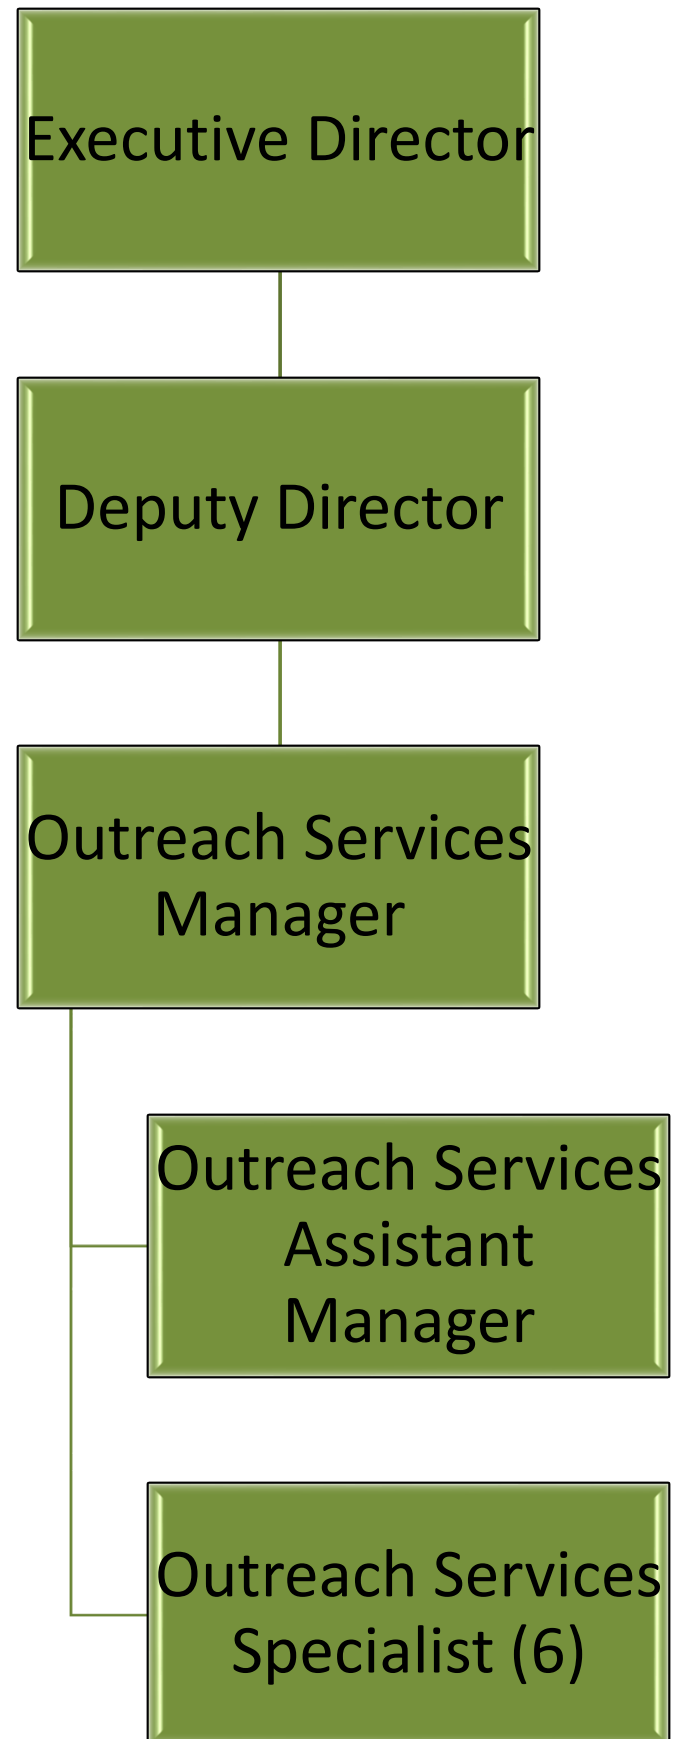 Executive Director
Deputy Director
Outreach Services
Manager
Outreach Services
Assistant
Manager
Outreach Services
Specialist (6)